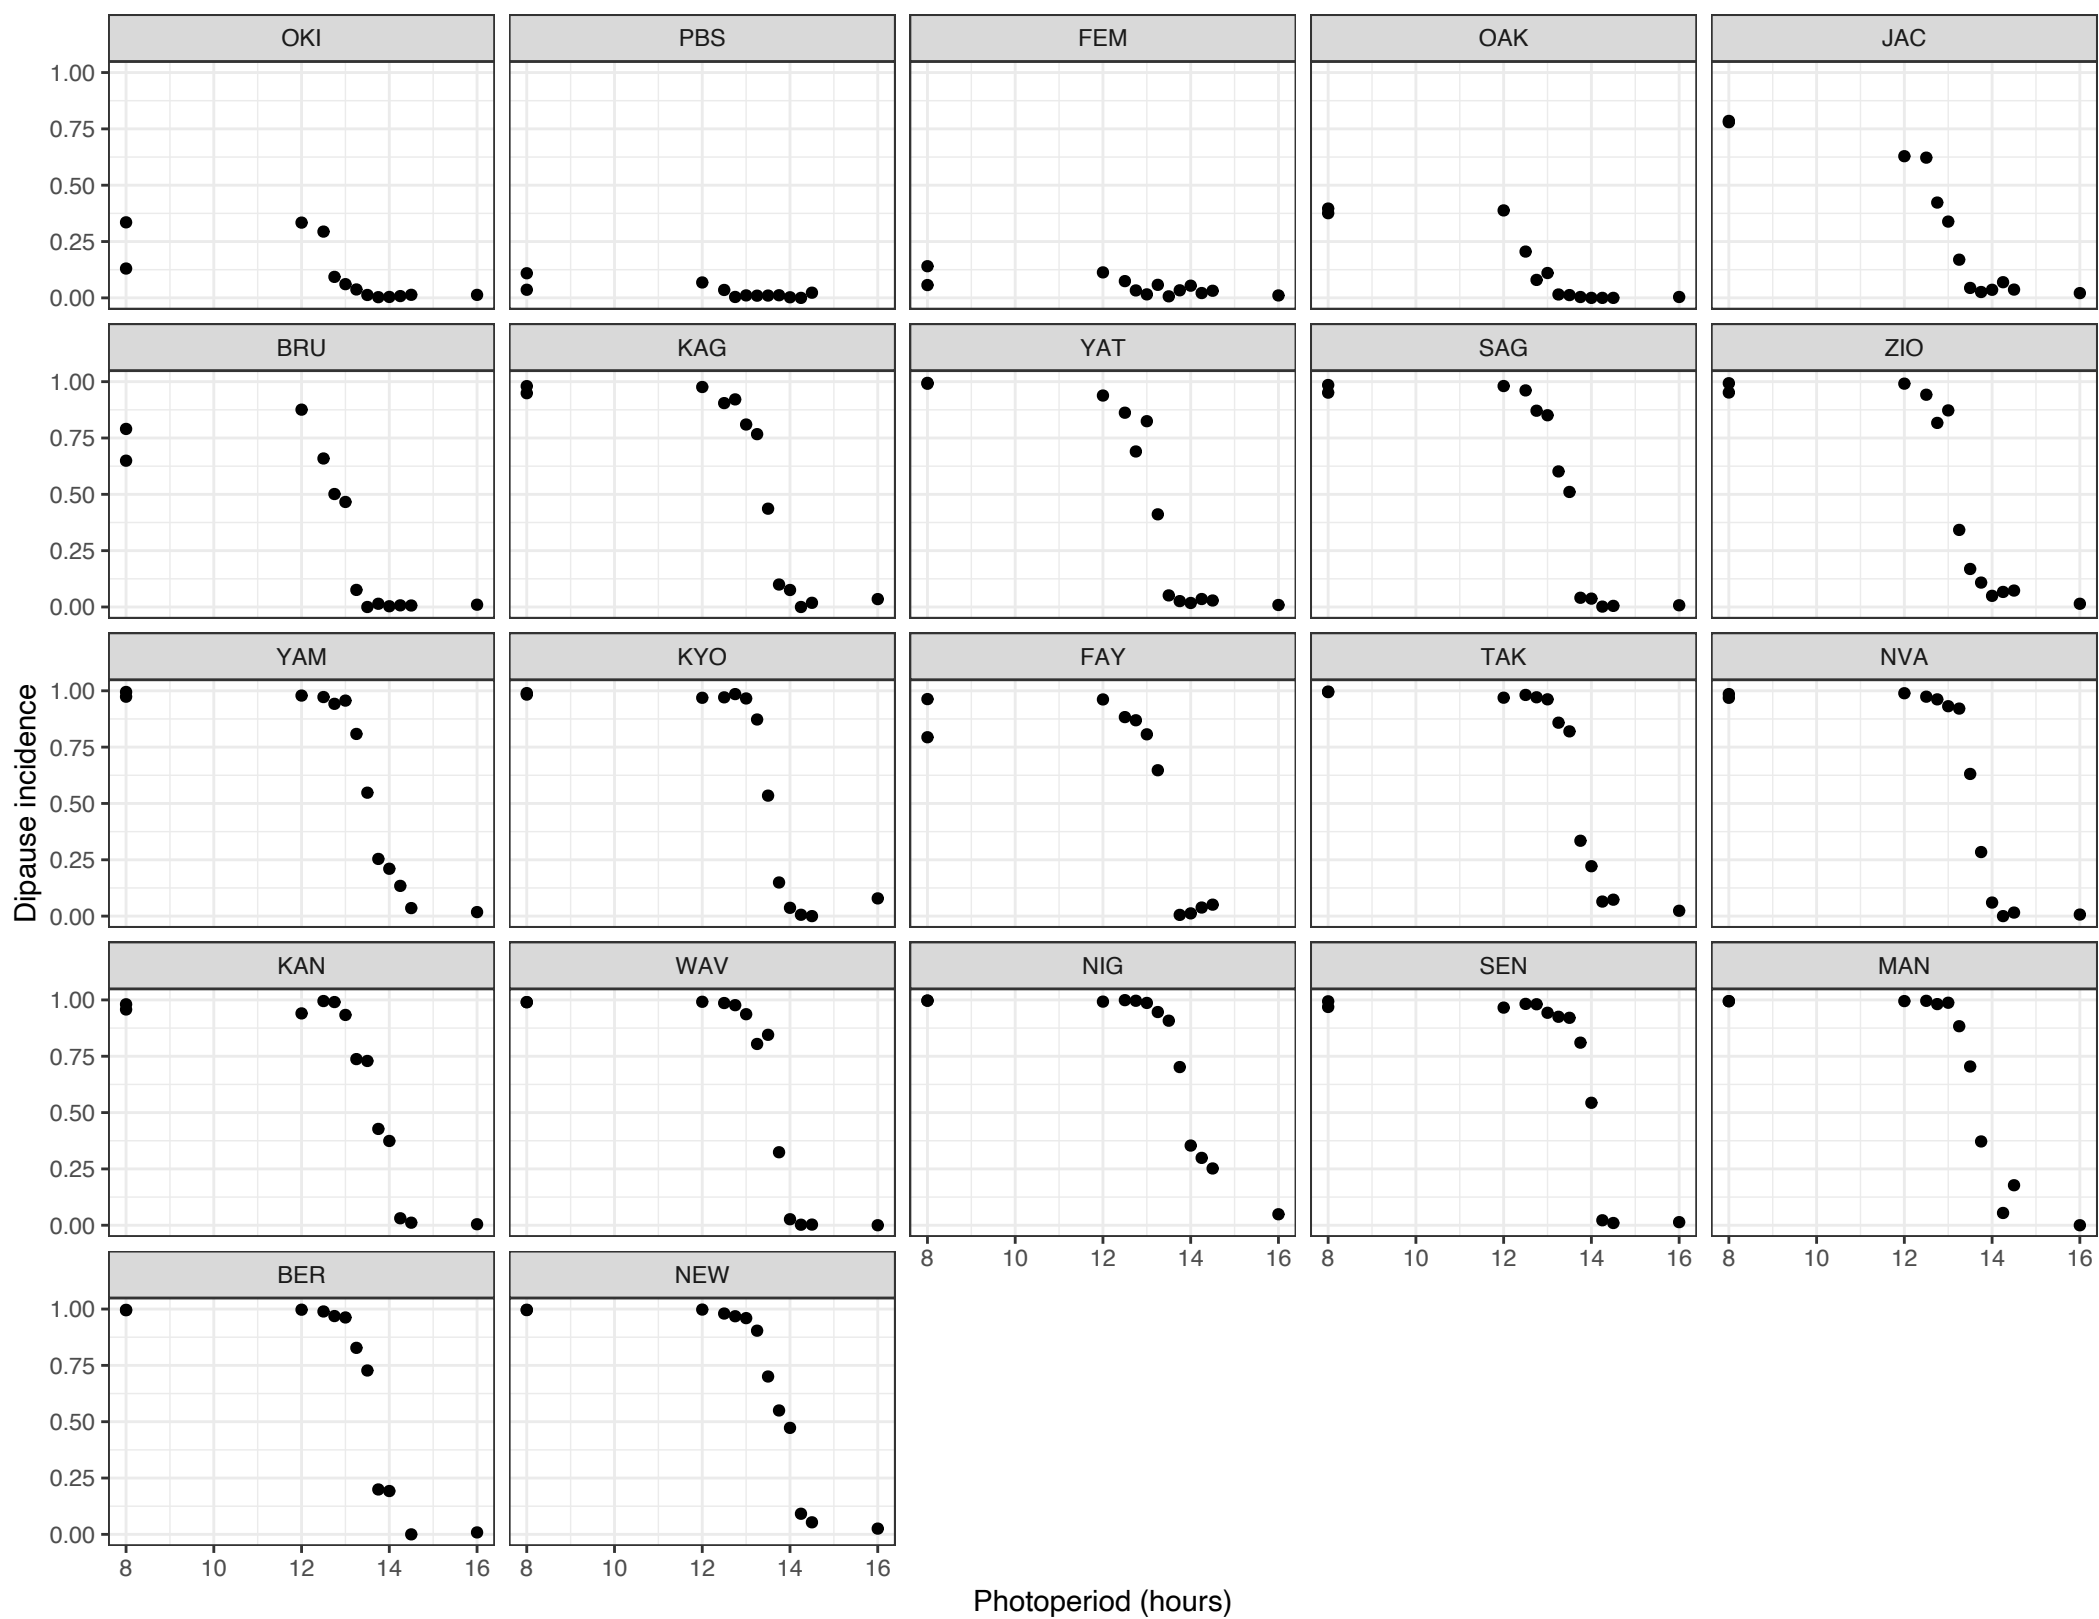 OKI PBS FEM OAK JAC
1.00
0.75
0.50
0.25
0.00
BRU KAG YAT SAG ZIO
1.00
0.75
0.50
0.25
0.00
YAM KYO FAY TAK NVA
1.00
0.75
0.50
0.25
0.00
Dipause incidence
KAN WAV NIG SEN MAN
1.00
0.75
0.50
0.25
0.00
8 10 12 14 16 8 10 12 14 16 8 10 12 14 16
BER NEW
1.00
0.75
0.50
0.25
0.00
8 10 12 14 16 8 10 12 14 16
Photoperiod (hours)